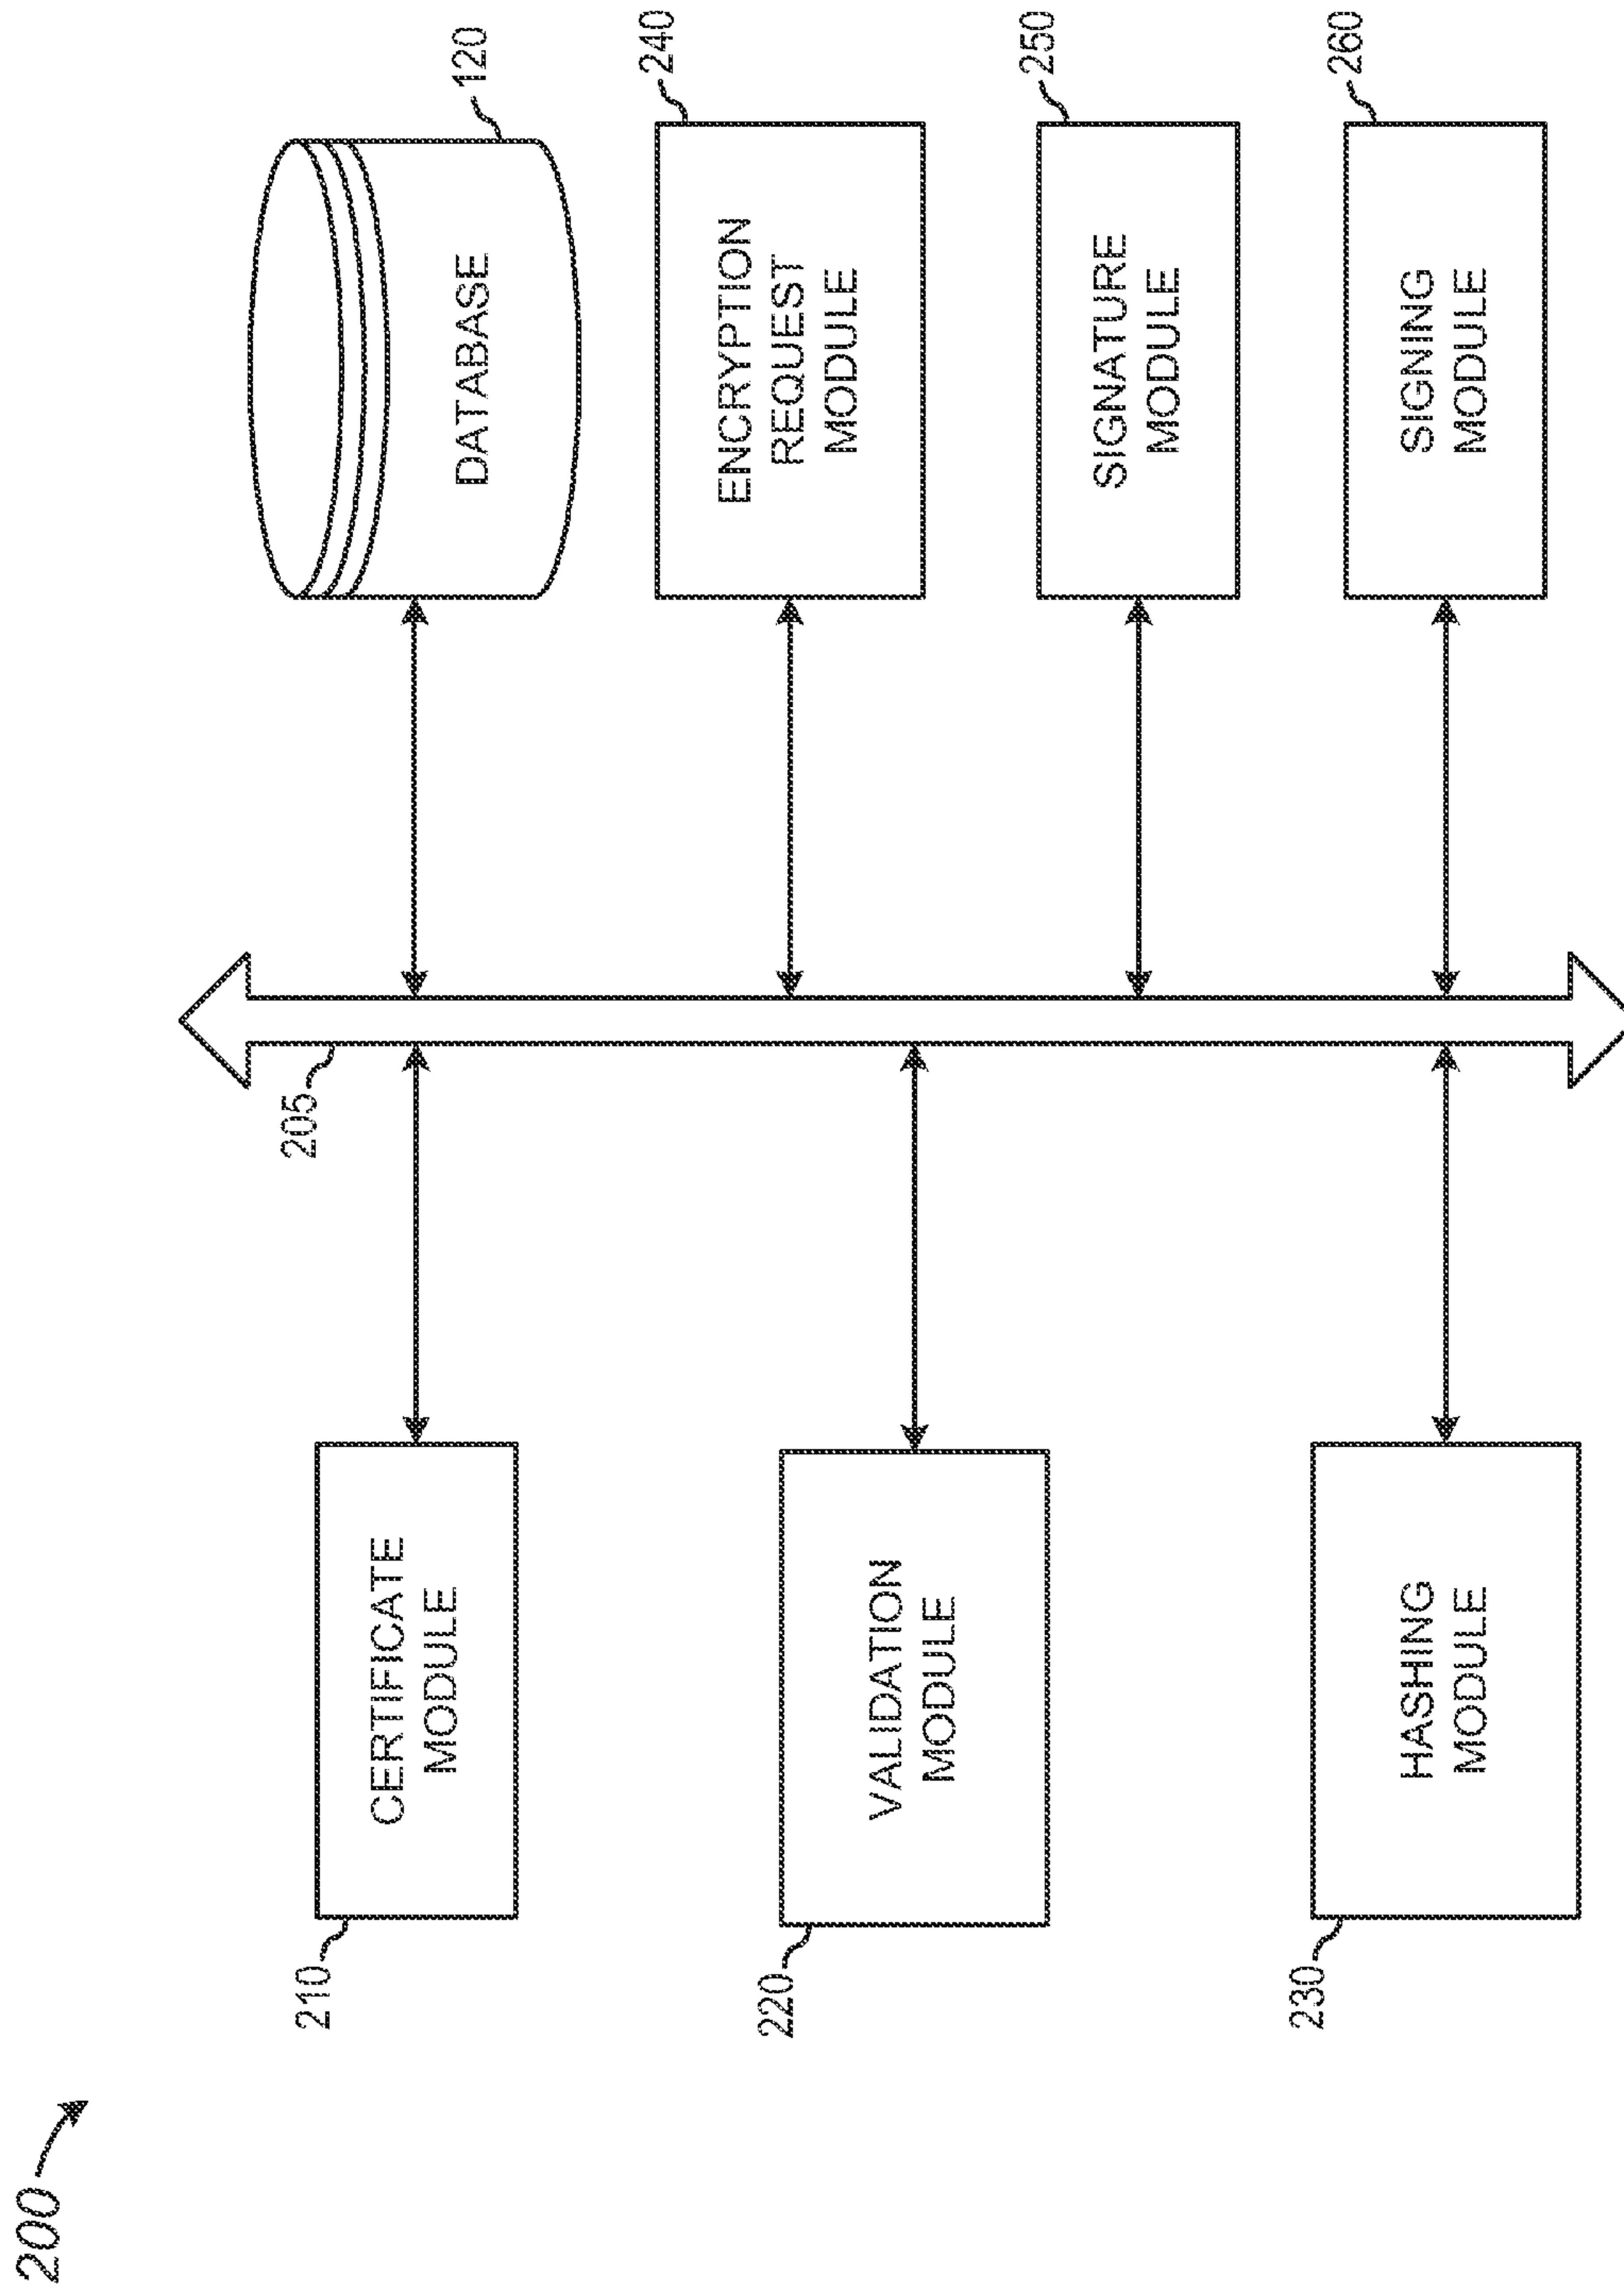 200
210
CERTIFICATE
MODULE
220
VALIDATION
MODULE
230
HASHING
MODULE
205
120
DATABASE
240
ENCRYPTION
REQUEST
MODULE
250
SIGNATURE
MODULE
260
SIGNING
MODULE